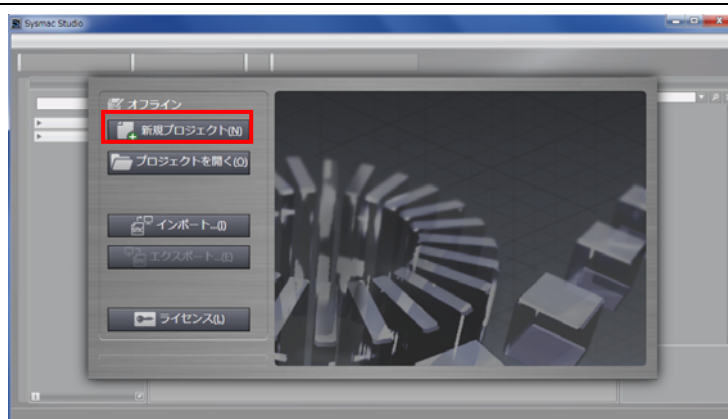 Sysmac Studio
オフライン
新規プロジェクト(N)
プロジェクトを開く(O)
インポート...(I)
エクスポート...(E)
ライセンス(L)